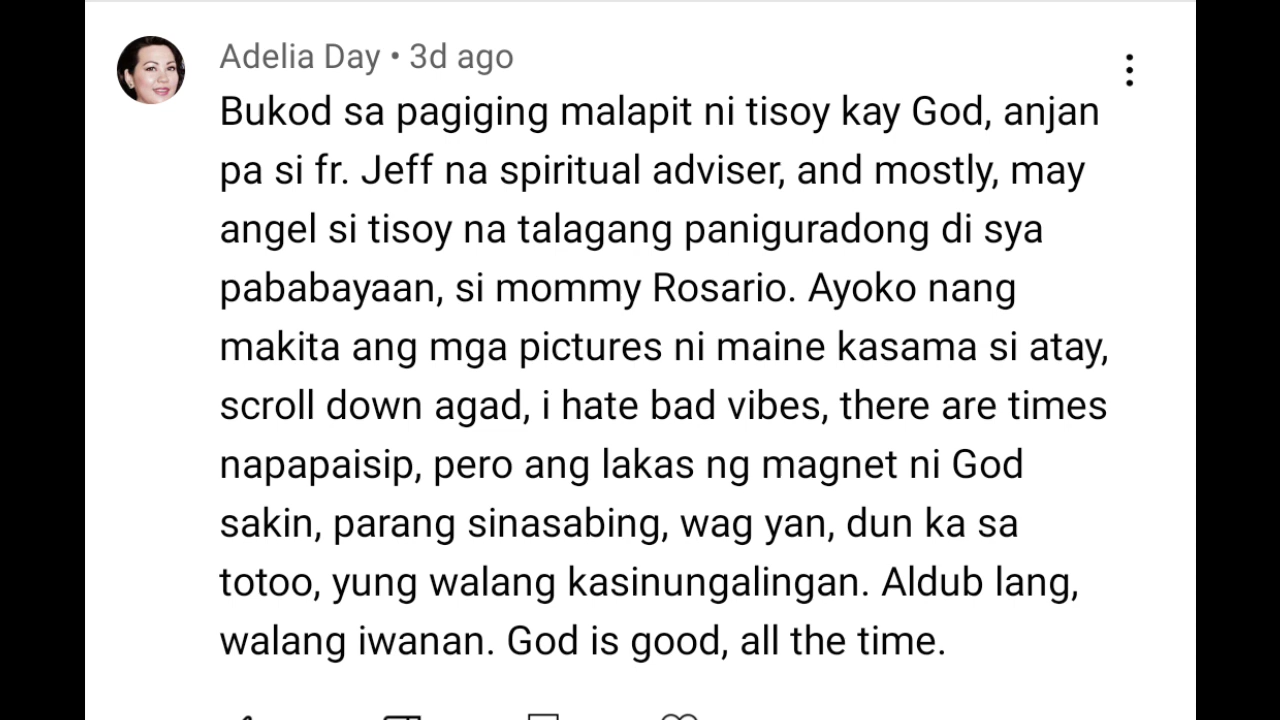 Adelia Day • 3d ago
Bukod sa pagiging malapit ni tisoy kay God, anjan
pa si fr. Jeff na spiritual adviser, and mostly, may
angel si tisoy na talagang paniguradong di sya
pababayaan, si mommy Rosario. Ayoko nang
makita ang mga pictures ni maine kasama si atay,
scroll down agad, i hate bad vibes, there are times
napapaisip, pero ang lakas ng magnet ni God
sakin, parang sinasabing, wag yan, dun ka sa
totoo, yung walang kasinungalingan. Aldub lang,
walang iwanan. God is good, all the time.